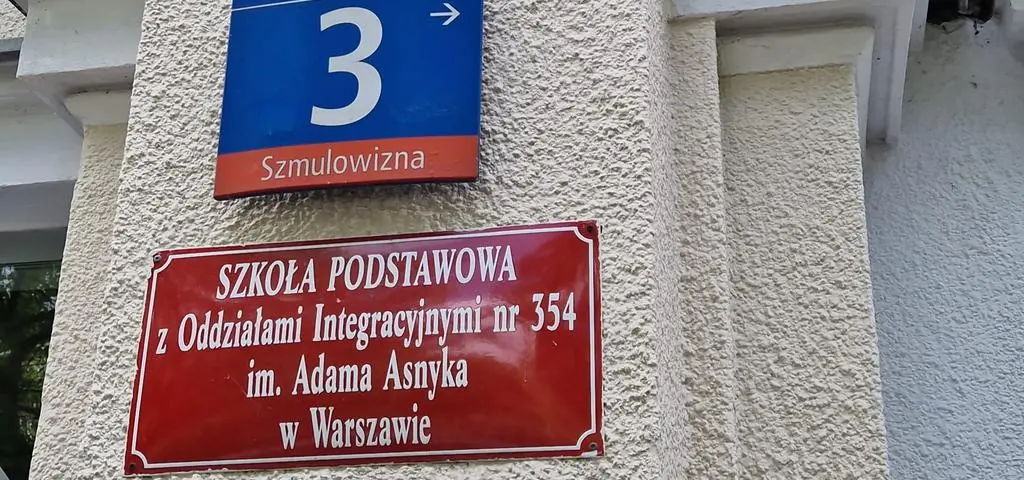 3
Szmulowizna
SZKOŁA PODSTAWOWA
z Oddziałami Integracyjnymi nr 354
im. Adama Asnyka
w Warszawie